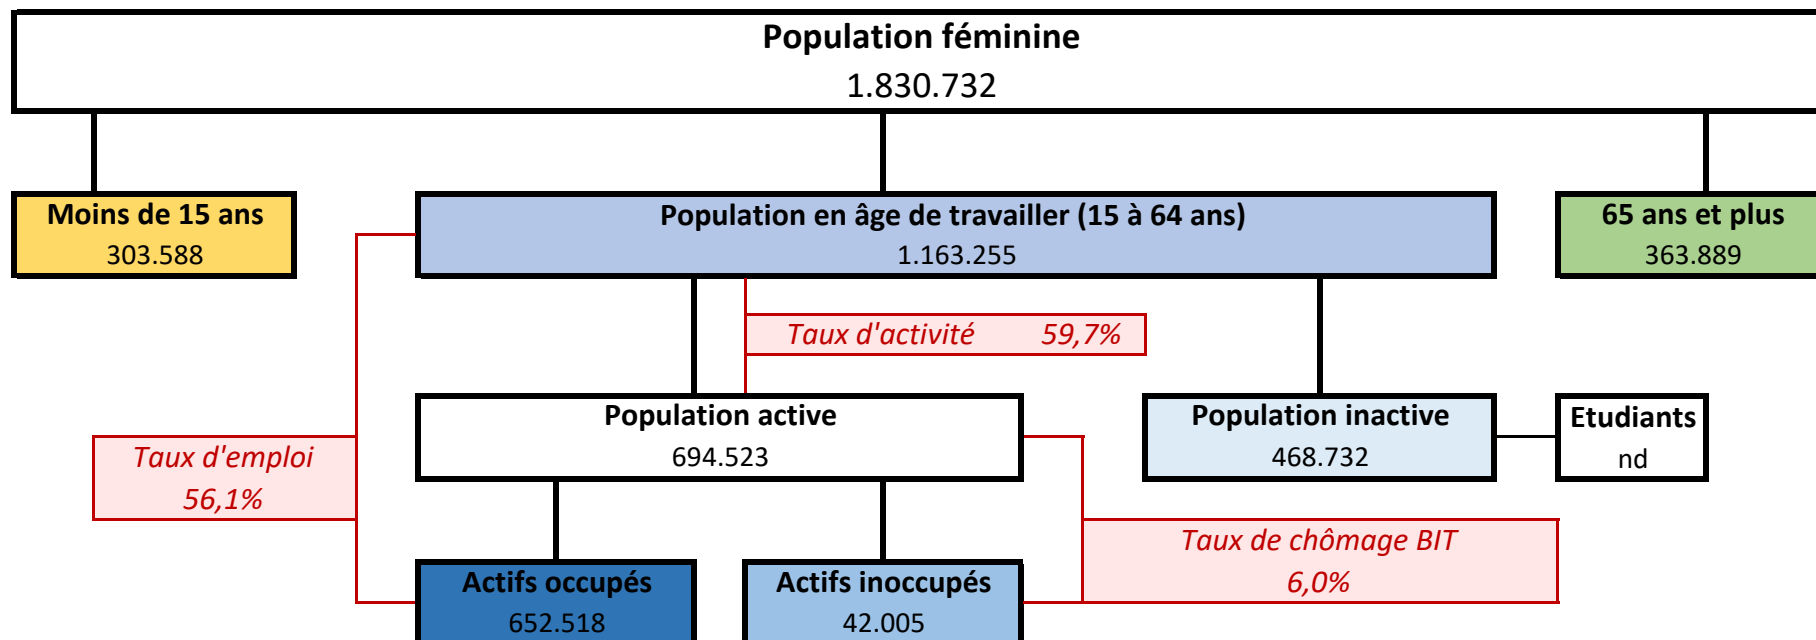 Population féminine
1.830.732
Moins de 15 ans
303.588
Population en âge de travailler (15 à 64 ans)
1.163.255
65 ans et plus
363.889
Taux d'activité 59,7%
Population active
694.523
Population inactive
468.732
Etudiants
nd
Taux d'emploi
56,1%
Taux de chômage BIT
6,0%
Actifs occupés
652.518
Actifs inoccupés
42.005